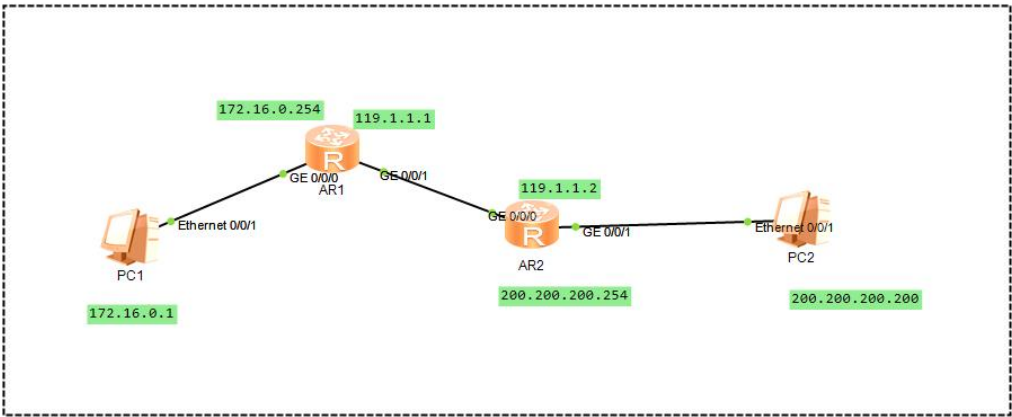 172.16.0.254
119.1.1.1
R
GE 0/0/0
GE 0/0/1
AR1
119.1.1.2
Ethernet 0/0/1
GE 0/0/0
R
GE 0/0/1
Ethernet 0/0/1
PC1
AR2
PC2
172.16.0.1
200.200.200.254
200.200.200.200